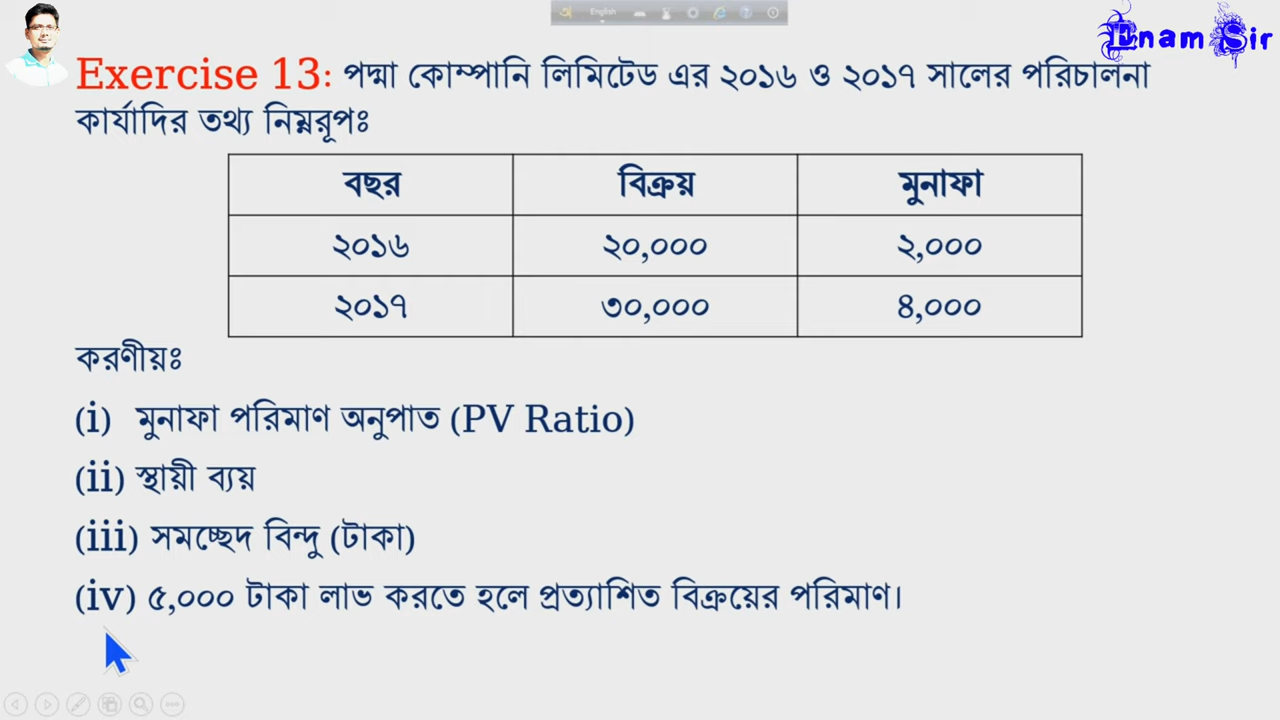 English
Enam Sir
Exercise 13: পদ্মা কোম্পানি লিমিটেড এর ২০১৬ ও ২০১৭ সালের পরিচালনা
কার্যাদির তথ্য নিম্নরূপঃ
বছর বিক্রয় মুনাফা
২০১৬ ২০,০০০ ২,০০০
২০১৭ ৩০,০০০ ৪,০০০
করণীয়ঃ
(i) মুনাফা পরিমাণ অনুপাত (PV Ratio)
(ii) স্থায়ী ব্যয়
(iii) সমচ্ছেদ বিন্দু (টাকা)
(iv) ৫,০০০ টাকা লাভ করতে হলে প্রত্যাশিত বিক্রয়ের পরিমাণ।